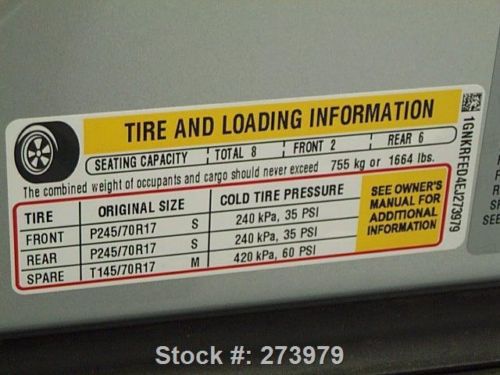 TIRE AND LOADING INFORMATION
SEATING CAPACITY TOTAL 8 FRONT 2 REAR 6
The combined weight of occupants and cargo should never exceed 755 kg or 1664 lbs.
TIRE ORIGINAL SIZE COLD TIRE PRESSURE
FRONT P245/70R17 S 240 kPa, 35 PSI
REAR P245/70R17 S 240 kPa, 35 PSI
SPARE T145/70R17 M 420 kPa, 60 PSI
SEE OWNER'S
MANUAL FOR
ADDITIONAL
INFORMATION
1GNKRFED4EJ273979
Stock #: 273979